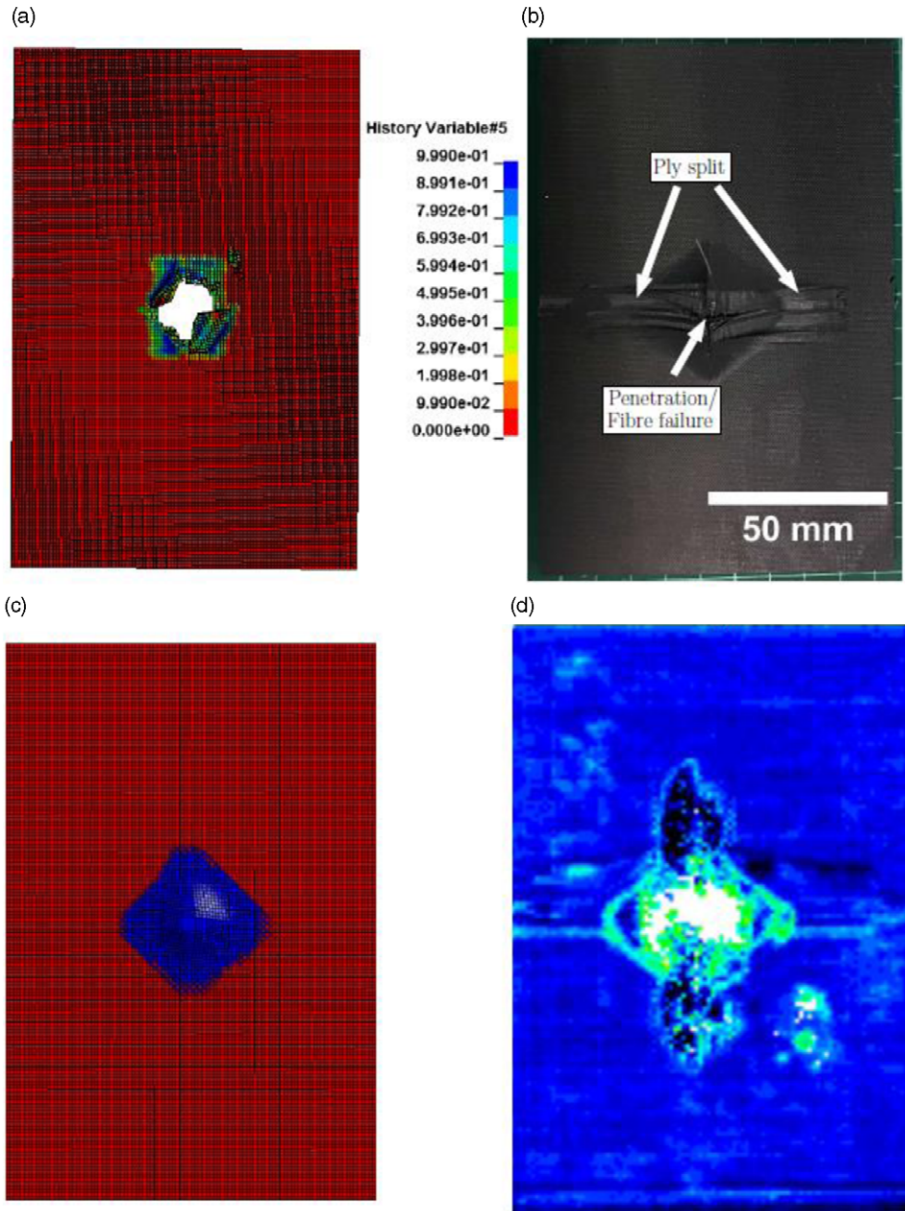 (a)
(b)
History Variable#5
9.990e-01
8.991e-01
7.992e-01
6.993e-01
5.994e-01
4.995e-01
3.996e-01
2.997e-01
1.998e-01
9.990e-02
0.000e+00
Ply split
Penetration/
Fibre failure
50 mm
(c)
(d)